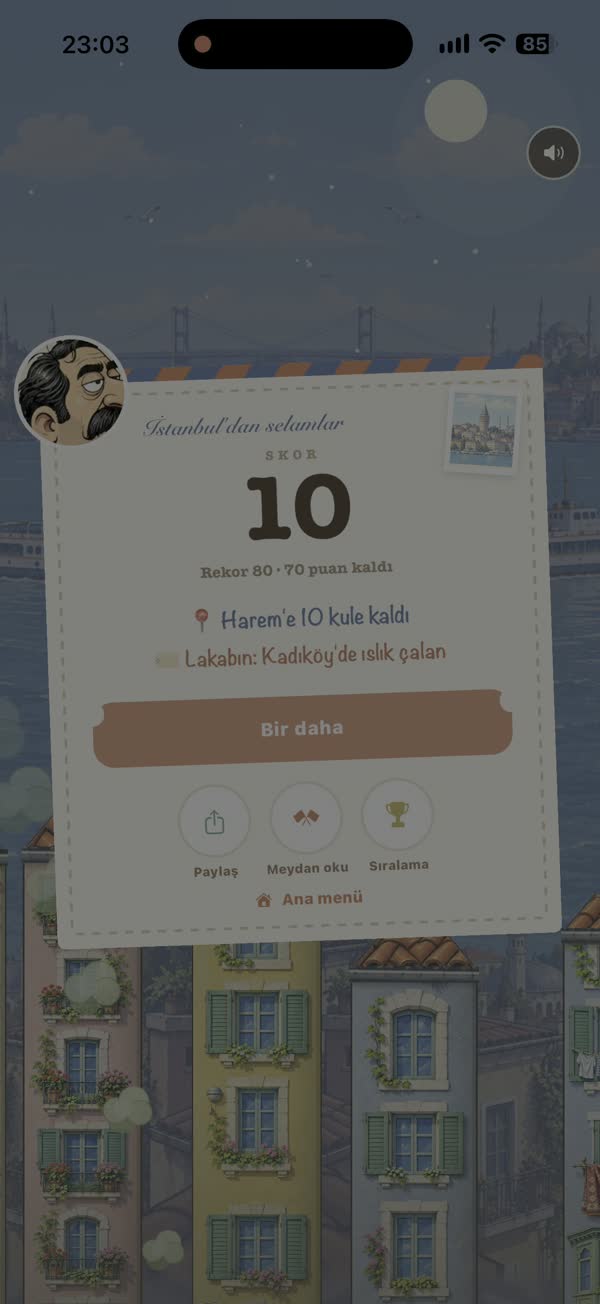 23:03
85
İstanbul'dan selamlar
SKOR
10
Rekor 80 · 70 puan kaldı
Harem'e 10 kule kaldı
Lakabın: Kadıköy'de ıslık çalan
Bir daha
Paylaş
Meydan oku
Sıralama
Ana menü